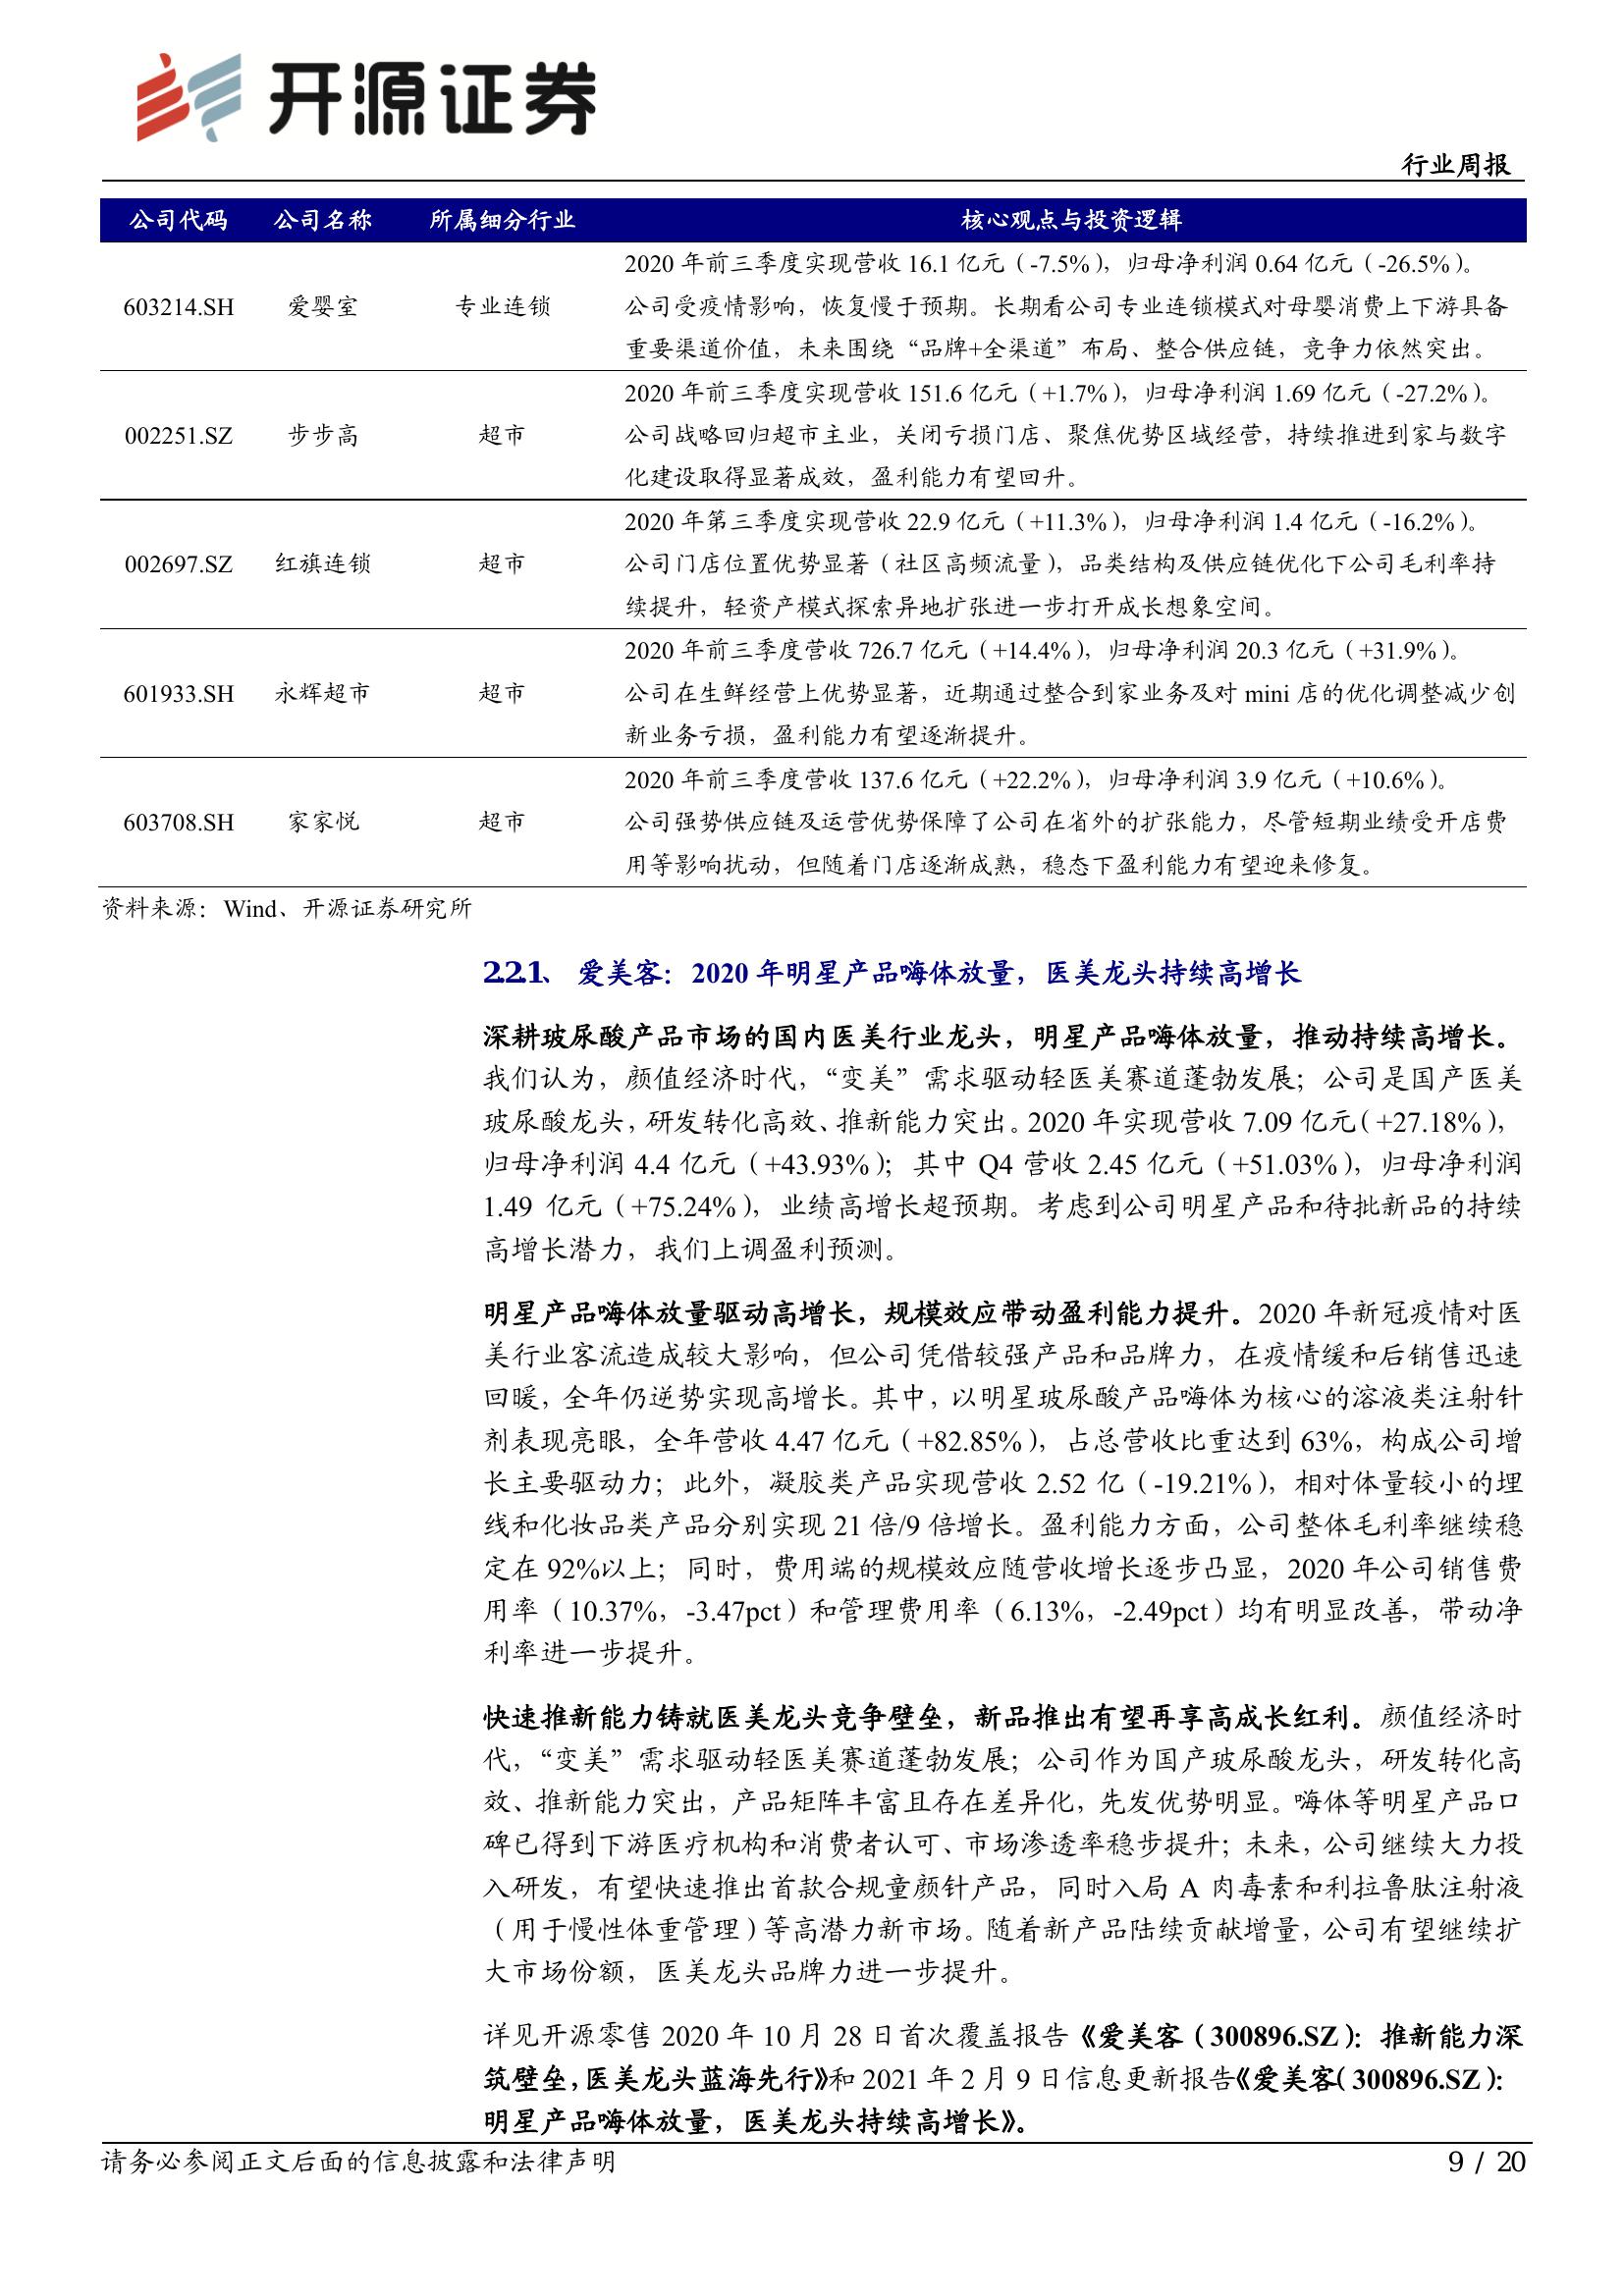 开源证券
行业周报
公司代码 公司名称 所属细分行业 核心观点与投资逻辑
2020 年前三季度实现营收 16.1 亿元（-7.5%），归母净利润 0.64 亿元（-26.5%）。
603214.SH 爱婴室 专业连锁 公司受疫情影响，恢复慢于预期。长期看公司专业连锁模式对母婴消费上下游具备
重要渠道价值，未来围绕“品牌+全渠道”布局、整合供应链，竞争力依然突出。
2020 年前三季度实现营收 151.6 亿元（+1.7%），归母净利润 1.69 亿元（-27.2%）。
002251.SZ 步步高 超市 公司战略回归超市主业，关闭亏损门店、聚焦优势区域经营，持续推进到家与数字
化建设取得显著成效，盈利能力有望回升。
2020 年第三季度实现营收 22.9 亿元（+11.3%），归母净利润 1.4 亿元（-16.2%）。
002697.SZ 红旗连锁 超市 公司门店位置优势显著（社区高频流量），品类结构及供应链优化下公司毛利率持
续提升，轻资产模式探索异地扩张进一步打开成长想象空间。
2020 年前三季度营收 726.7 亿元（+14.4%），归母净利润 20.3 亿元（+31.9%）。
601933.SH 永辉超市 超市 公司在生鲜经营上优势显著，近期通过整合到家业务及对 mini 店的优化调整减少创
新业务亏损，盈利能力有望逐渐提升。
2020 年前三季度营收 137.6 亿元（+22.2%），归母净利润 3.9 亿元（+10.6%）。
603708.SH 家家悦 超市 公司强势供应链及运营优势保障了公司在省外的扩张能力，尽管短期业绩受开店费
用等影响扰动，但随着门店逐渐成熟，稳态下盈利能力有望迎来修复。
资料来源：Wind、开源证券研究所
2.2.1、 爱美客：2020 年明星产品嗨体放量，医美龙头持续高增长
深耕玻尿酸产品市场的国内医美行业龙头，明星产品嗨体放量，推动持续高增长。
我们认为，颜值经济时代，“变美”需求驱动轻医美赛道蓬勃发展；公司是国产医美
玻尿酸龙头，研发转化高效、推新能力突出。2020 年实现营收 7.09 亿元（+27.18%），
归母净利润 4.4 亿元（+43.93%）；其中 Q4 营收 2.45 亿元（+51.03%），归母净利润
1.49 亿元（+75.24%），业绩高增长超预期。考虑到公司明星产品和待批新品的持续
高增长潜力，我们上调盈利预测。
明星产品嗨体放量驱动高增长，规模效应带动盈利能力提升。2020 年新冠疫情对医
美行业客流造成较大影响，但公司凭借较强产品和品牌力，在疫情缓和后销售迅速
回暖，全年仍逆势实现高增长。其中，以明星玻尿酸产品嗨体为核心的溶液类注射针
剂表现亮眼，全年营收 4.47 亿元（+82.85%），占总营收比重达到 63%，构成公司增
长主要驱动力；此外，凝胶类产品实现营收 2.52 亿（-19.21%），相对体量较小的埋
线和化妆品类产品分别实现 21 倍/9 倍增长。盈利能力方面，公司整体毛利率继续稳
定在 92%以上；同时，费用端的规模效应随营收增长逐步凸显，2020 年公司销售费
用率（10.37%，-3.47pct）和管理费用率（6.13%，-2.49pct）均有明显改善，带动净
利率进一步提升。
快速推新能力铸就医美龙头竞争壁垒，新品推出有望再享高成长红利。颜值经济时
代，“变美”需求驱动轻医美赛道蓬勃发展；公司作为国产玻尿酸龙头，研发转化高
效、推新能力突出，产品矩阵丰富且存在差异化，先发优势明显。嗨体等明星产品口
碑已得到下游医疗机构和消费者认可、市场渗透率稳步提升；未来，公司继续大力投
入研发，有望快速推出首款合规童颜针产品，同时入局 A 肉毒素和利拉鲁肽注射液
（用于慢性体重管理）等高潜力新市场。随着新产品陆续贡献增量，公司有望继续扩
大市场份额，医美龙头品牌力进一步提升。
详见开源零售 2020 年 10 月 28 日首次覆盖报告《爱美客（300896.SZ）：推新能力深
筑壁垒，医美龙头蓝海先行》和 2021 年 2 月 9 日信息更新报告《爱美客（300896.SZ）：
明星产品嗨体放量，医美龙头持续高增长》。
请务必参阅正文后面的信息披露和法律声明 9 / 20